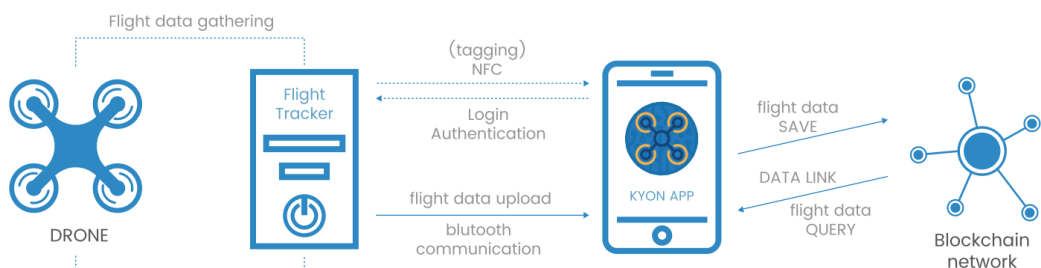 Flight data gathering
DRONE
Flight
Tracker
(tagging)
NFC
Login
Authentication
flight data upload
blutooth
communication
KYON APP
flight data
SAVE
DATA LINK
flight data
QUERY
Blockchain
network